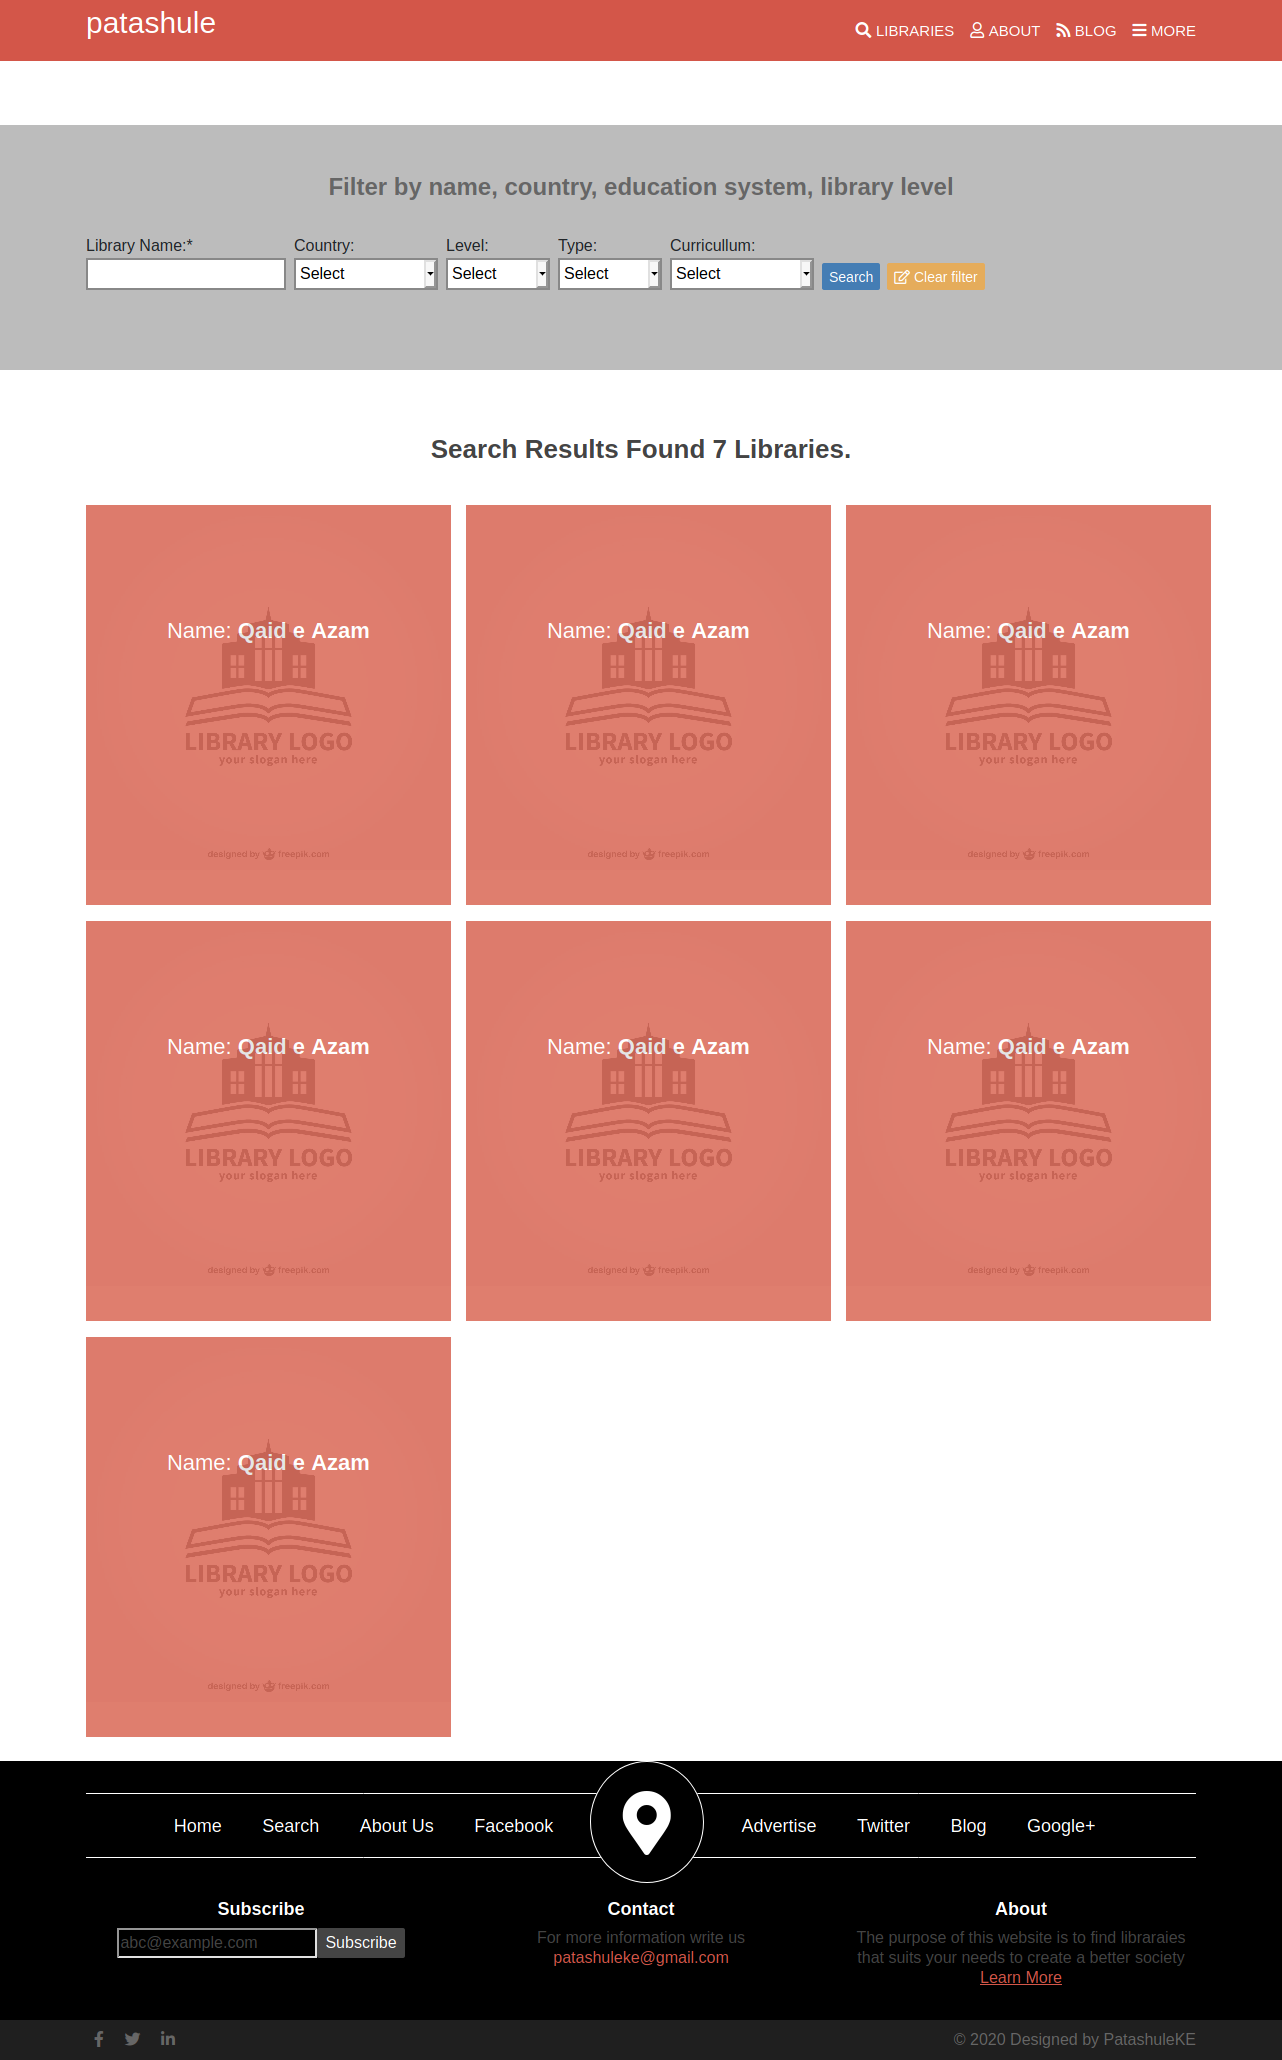 patashule
LIBRARIES ABOUT BLOG MORE
Filter by name, country, education system, library level
Library Name:* Country: Level: Type: Curricullum:
Select Select Select Select Search Clear filter
Search Results Found 7 Libraries.
Name: Qaid e Azam Name: Qaid e Azam Name: Qaid e Azam
LIBRARY LOGO LIBRARY LOGO LIBRARY LOGO
your slogan here your slogan here your slogan here
designed by freepik.com designed by freepik.com designed by freepik.com
Name: Qaid e Azam Name: Qaid e Azam Name: Qaid e Azam
LIBRARY LOGO LIBRARY LOGO LIBRARY LOGO
your slogan here your slogan here your slogan here
designed by freepik.com designed by freepik.com designed by freepik.com
Name: Qaid e Azam
LIBRARY LOGO
your slogan here
designed by freepik.com
Home Search About Us Facebook Advertise Twitter Blog Google+
Subscribe Contact About
abc@example.com Subscribe
For more information write us
patashuleke@gmail.com
The purpose of this website is to find libraraies
that suits your needs to create a better society
Learn More
© 2020 Designed by PatashuleKE